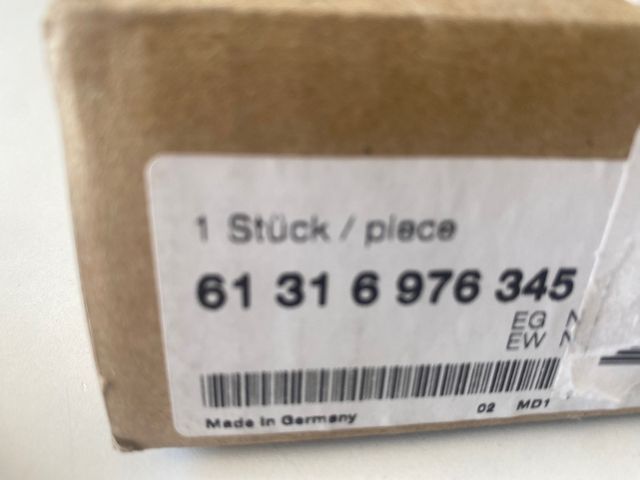 1 Stück / piece
61 31 6 976 345
EG N
EW N
Made in Germany 02 MD1